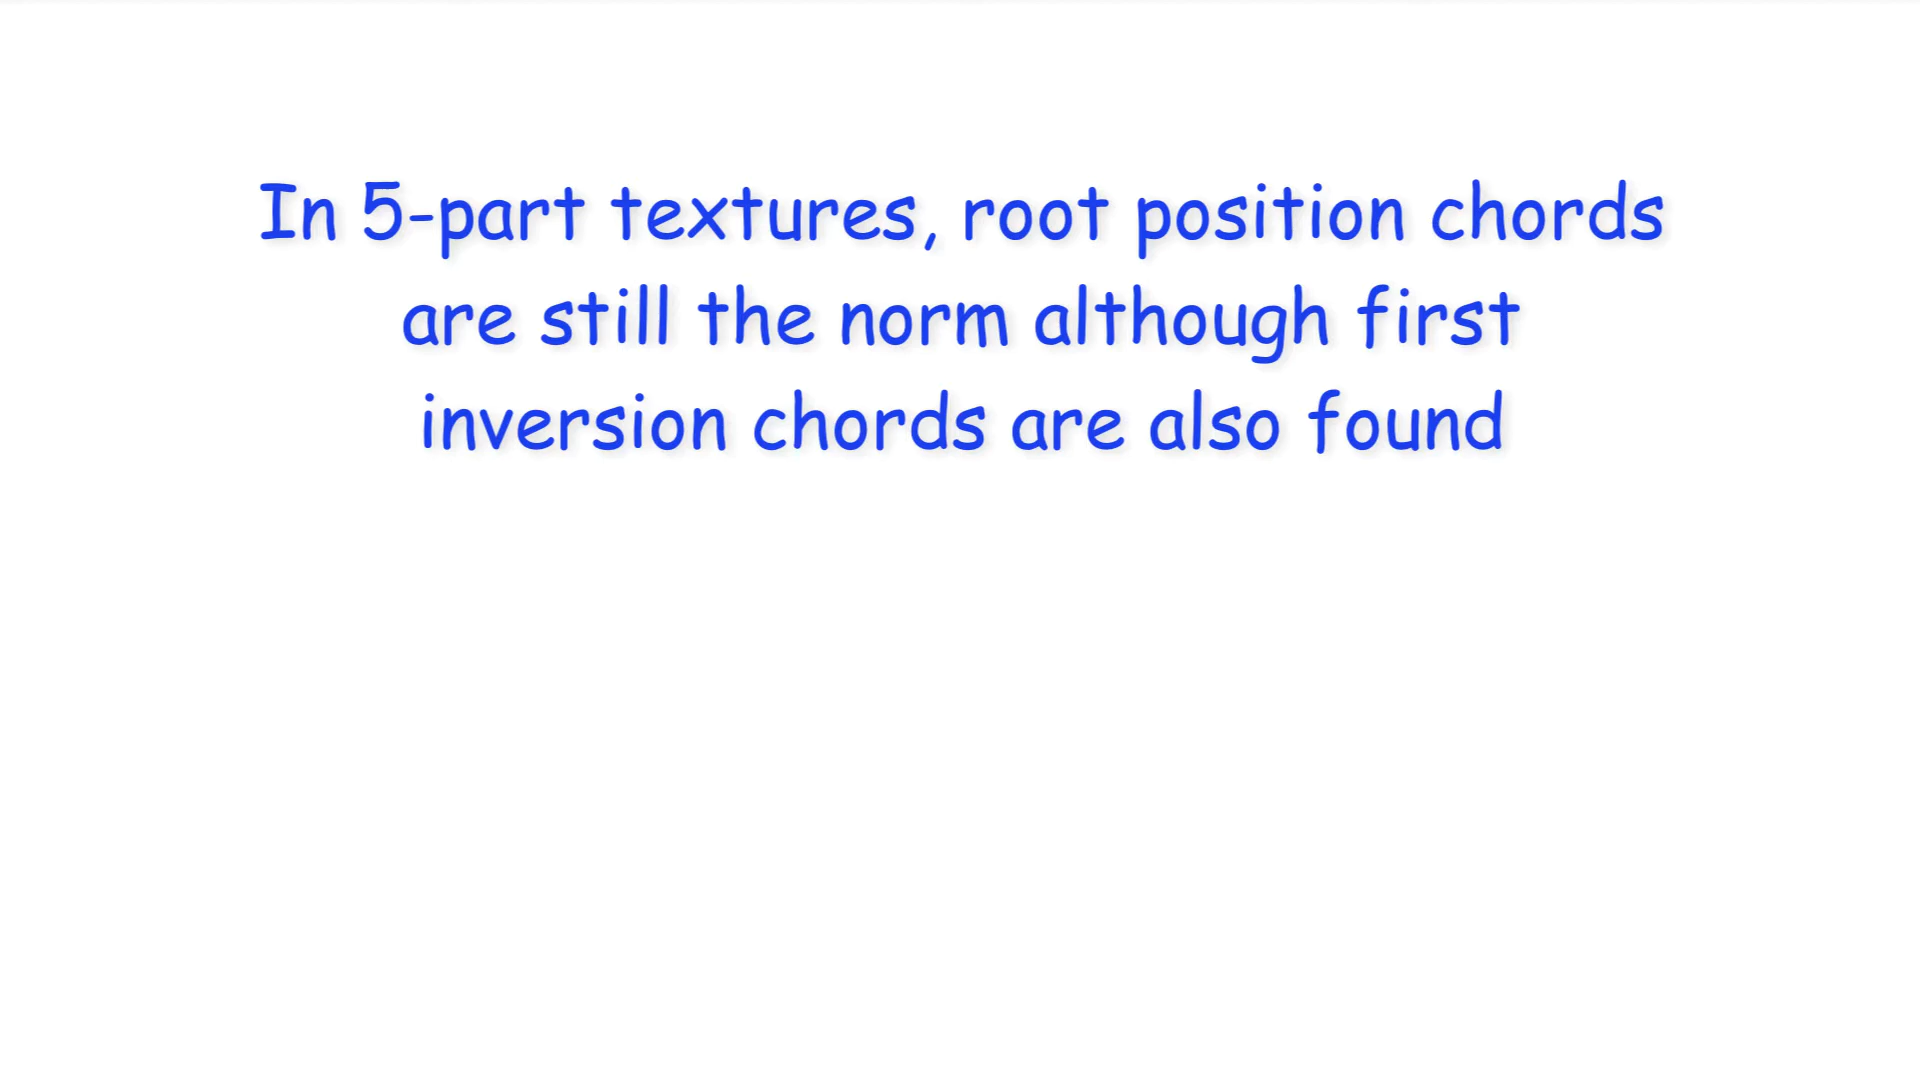 In 5-part textures, root position chords
are still the norm although first
inversion chords are also found